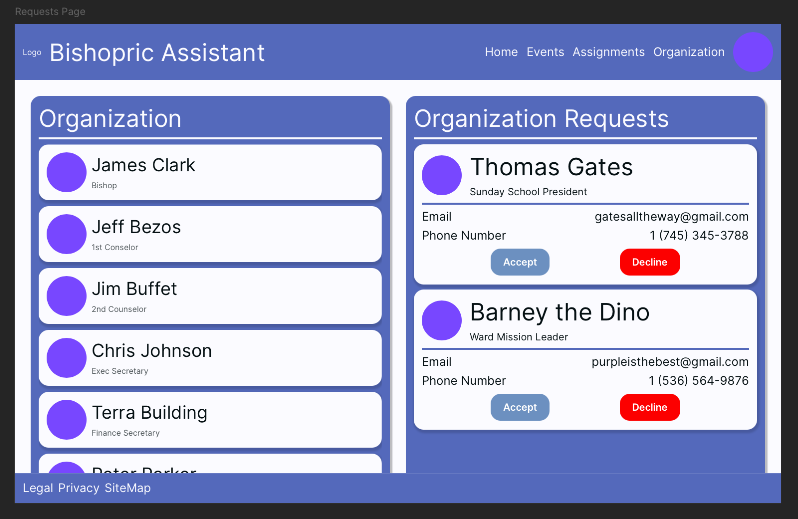 Requests Page
Logo Bishopric Assistant Home Events Assignments Organization
Organization
James Clark
Bishop
Jeff Bezos
1st Conselor
Jim Buffet
2nd Counselor
Chris Johnson
Exec Secretary
Terra Building
Finance Secretary
Peter Parker
Organization Requests
Thomas Gates
Sunday School President
Email gatesalltheway@gmail.com
Phone Number 1 (745) 345-3788
Accept Decline
Barney the Dino
Ward Mission Leader
Email purpleisthebest@gmail.com
Phone Number 1 (536) 564-9876
Accept Decline
Legal Privacy SiteMap